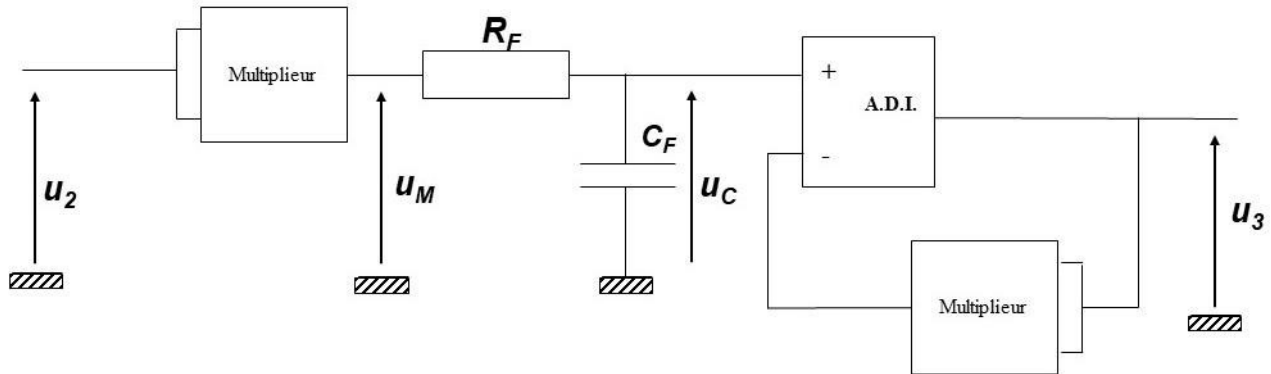 R_F
Multiplieur
+
A.D.I.
C_F
-
u_2
u_M
u_C
u_3
Multiplieur